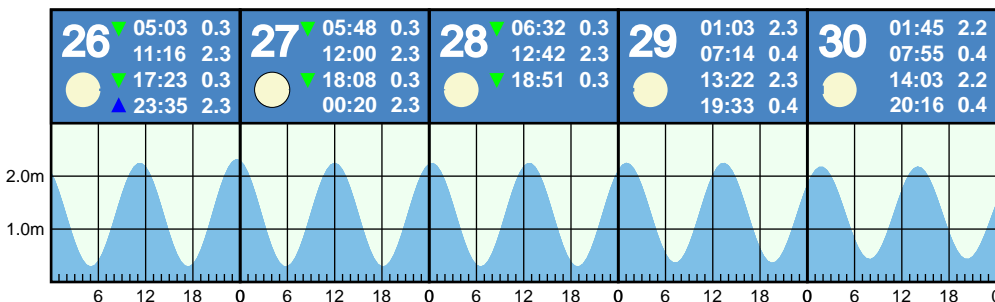 26 ▼ 05:03 0.3
11:16 2.3
▼ 17:23 0.3
▲ 23:35 2.3
27 ▼ 05:48 0.3
12:00 2.3
▼ 18:08 0.3
00:20 2.3
28 ▼ 06:32 0.3
12:42 2.3
▼ 18:51 0.3
29 01:03 2.3
07:14 0.4
13:22 2.3
19:33 0.4
30 01:45 2.2
07:55 0.4
14:03 2.2
20:16 0.4
2.0m
1.0m
6 12 18 0 6 12 18 0 6 12 18 0 6 12 18 0 6 12 18 0